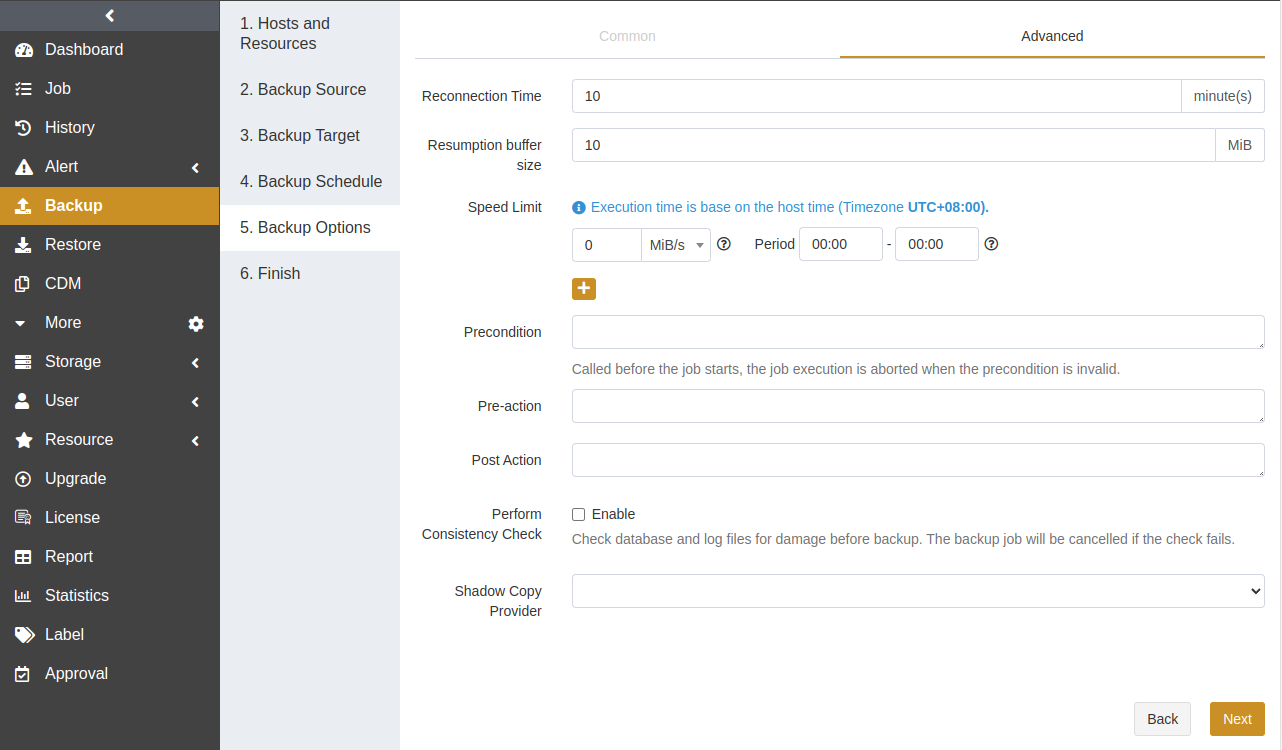 Dashboard
Job
History
Alert
Backup
Restore
CDM
More
Storage
User
Resource
Upgrade
License
Report
Statistics
Label
Approval
1. Hosts and
Resources
2. Backup Source
3. Backup Target
4. Backup Schedule
5. Backup Options
6. Finish
Common
Advanced
Reconnection Time
10
minute(s)
Resumption buffer
size
10
MiB
Speed Limit
Execution time is base on the host time (Timezone UTC+08:00).
0
MiB/s
Period
00:00
-
00:00
Precondition
Called before the job starts, the job execution is aborted when the precondition is invalid.
Pre-action
Post Action
Perform
Consistency Check
Enable
Check database and log files for damage before backup. The backup job will be cancelled if the check fails.
Shadow Copy
Provider
Back
Next